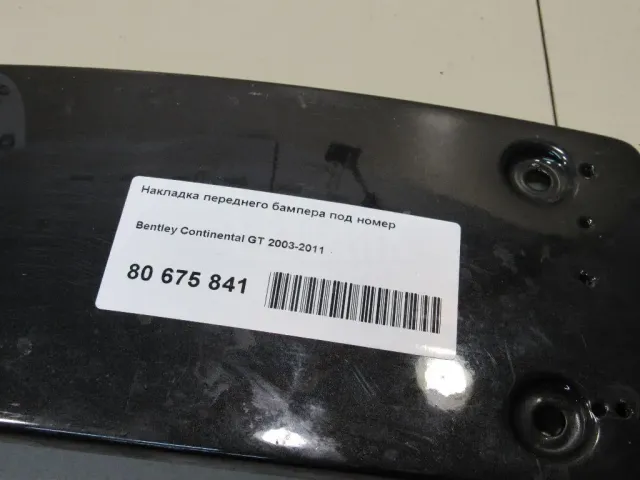 Накладка переднего бампера под номер
Bentley Continental GT 2003-2011
80 675 841